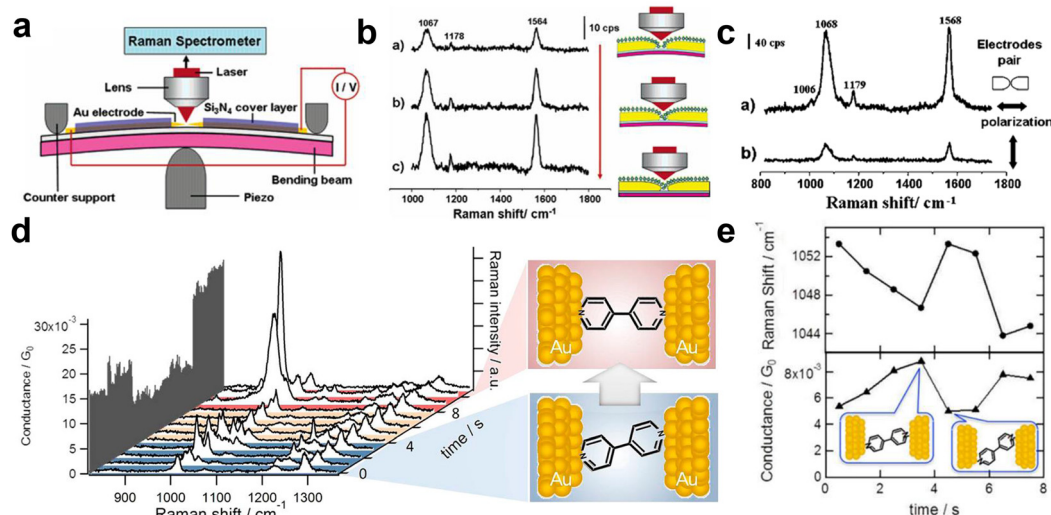 a
Raman Spectrometer
Laser
Lens
I / V
Au electrode
Si₃N₄ cover layer
Counter support
Piezo
Bending beam
b
1067
1178
1564
10 cps
a)
b)
c)
1000 1200 1400 1600 1800
Raman shift/ cm⁻¹
c
40 cps
1068
1568
1006
1179
Electrodes
pair
a)
polarization
b)
800 1000 1200 1400 1600 1800
Raman shift/ cm⁻¹
d
Raman intensity / a.u.
Conductance / G₀
30x10⁻³
25
20
15
10
5
0
8
4
0
time / s
900 1000 1100 1200 1300
Raman shift / cm⁻¹
N
N
Au
Au
N
N
Au
Au
e
Raman Shift / cm⁻¹
1052
1048
1044
Conductance / G₀
8x10⁻³
6
4
2
0
0 2 4 6 8
time / s